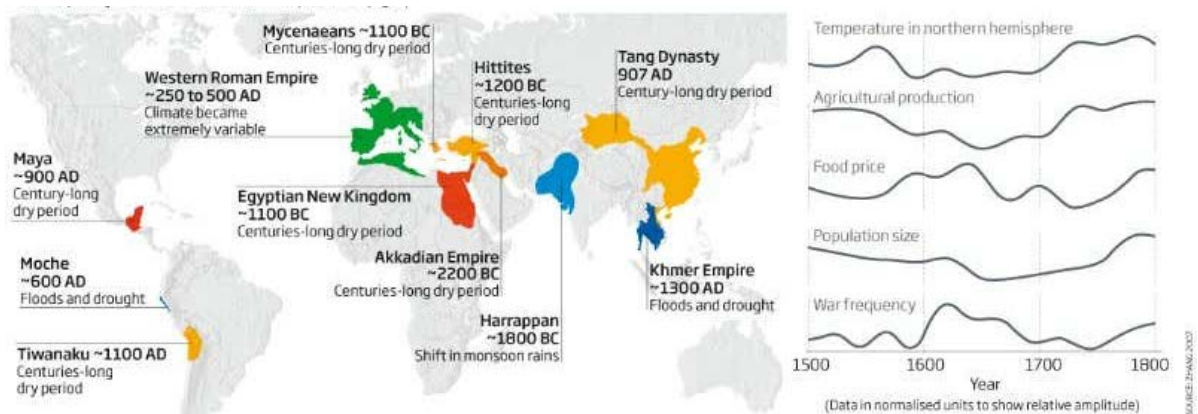 Mycenaeans ~1100 BC
Centuries-long dry period
Western Roman Empire
~250 to 500 AD
Climate became
extremely variable
Hittites
~1200 BC
Centuries-long
dry period
Tang Dynasty
907 AD
Century-long dry period
Maya
~900 AD
Century-long
dry period
Egyptian New Kingdom
~1100 BC
Centuries-long dry period
Akkadian Empire
~2200 BC
Centuries-long dry period
Khmer Empire
~1300 AD
Floods and drought
Moche
~600 AD
Floods and drought
Harrappan
~1800 BC
Shift in monsoon rains
Tiwanaku ~1100 AD
Centuries-long
dry period
Temperature in northern hemisphere
Agricultural production
Food price
Population size
War frequency
1500 1600 1700 1800
Year
(Data in normalised units to show relative amplitude)
ZHANG 2007